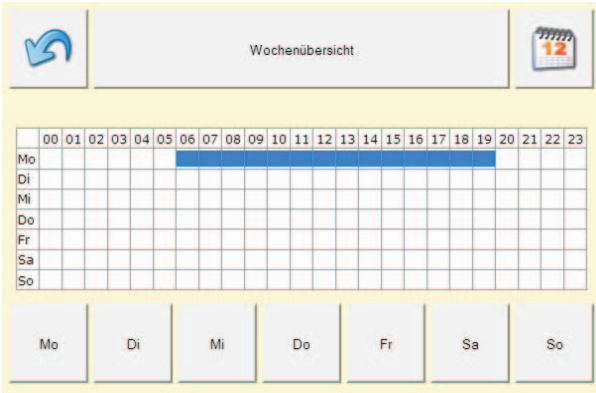 Wochenübersicht
12
00 01 02 03 04 05 06 07 08 09 10 11 12 13 14 15 16 17 18 19 20 21 22 23
Mo
Di
Mi
Do
Fr
Sa
So
Mo Di Mi Do Fr Sa So